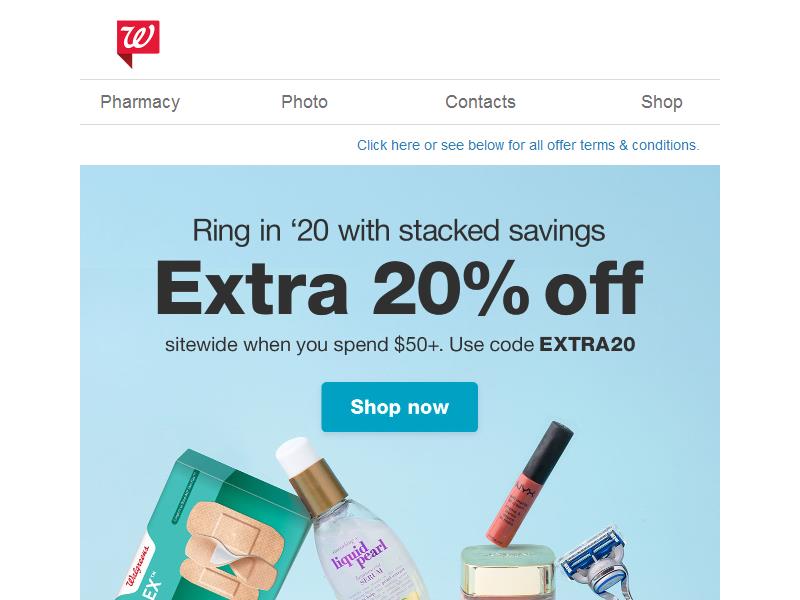 W
Pharmacy Photo Contacts Shop
Click here or see below for all offer terms & conditions.
Ring in ‘20 with stacked savings
Extra 20% off
sitewide when you spend $50+. Use code EXTRA20
Shop now
Walgreens
EX™
liquid
pearl
SERUM
NYX